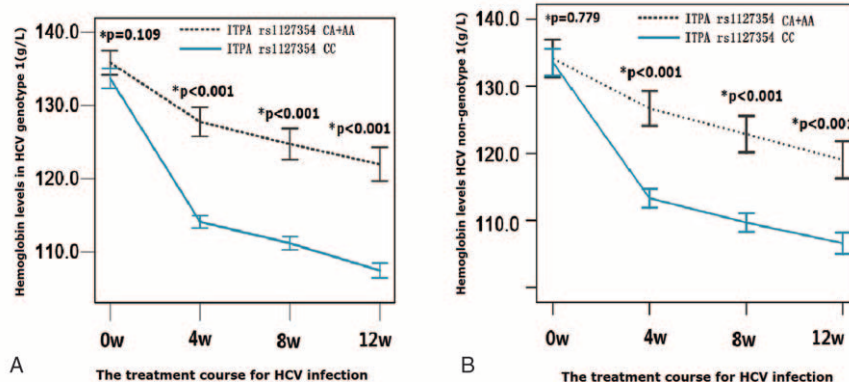 140.0
130.0
120.0
110.0
Hemoglobin levels in HCV genotype 1(g/L)
*p=0.109
ITPA rs1127354 CA+AA
ITPA rs1127354 CC
*p<0.001
*p<0.001
*p<0.001
0w 4w 8w 12w
A
The treatment course for HCV infection
140.0
130.0
120.0
110.0
Hemoglobin levels HCV non-genotype 1(g/L)
*p=0.779
ITPA rs1127354 CA+AA
ITPA rs1127354 CC
*p<0.001
*p<0.001
*p<0.001
0w 4w 8w 12w
B
The treatment course for HCV infection